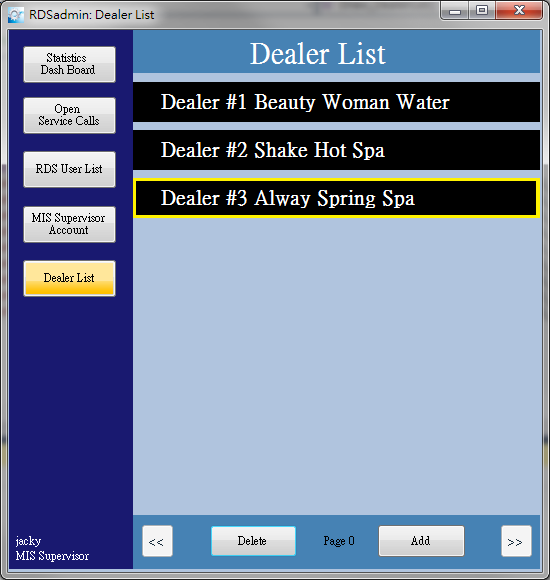 RDSadmin: Dealer List
Statistics
Dash Board
Open
Service Calls
RDS User List
MIS Supervisor
Account
Dealer List
Dealer List
Dealer #1 Beauty Woman Water
Dealer #2 Shake Hot Spa
Dealer #3 Alway Spring Spa
jacky
MIS Supervisor
<<
Delete
Page 0
Add
>>